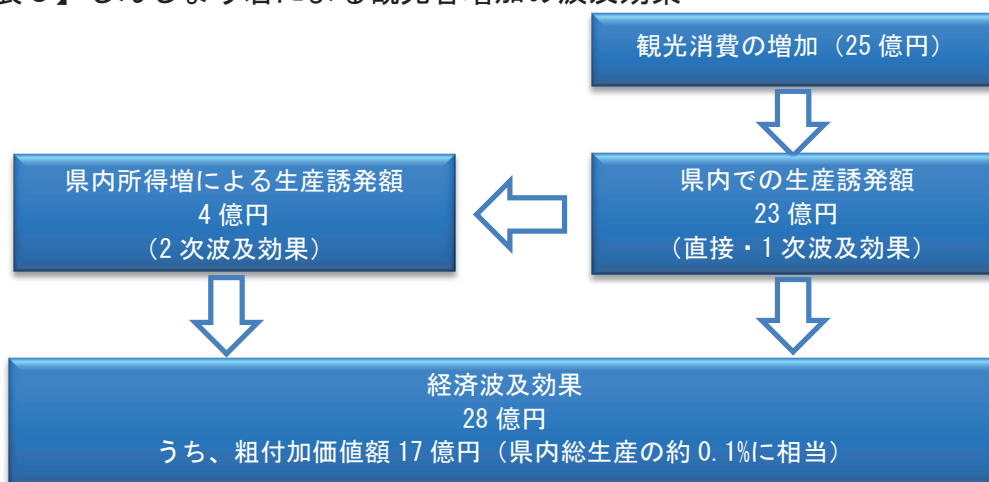 観光消費の増加（25 億円）
県内での生産誘発額
23 億円
（直接・1 次波及効果）
県内所得増による生産誘発額
4 億円
（2 次波及効果）
経済波及効果
28 億円
うち、粗付加価値額 17 億円（県内総生産の約 0.1%に相当）